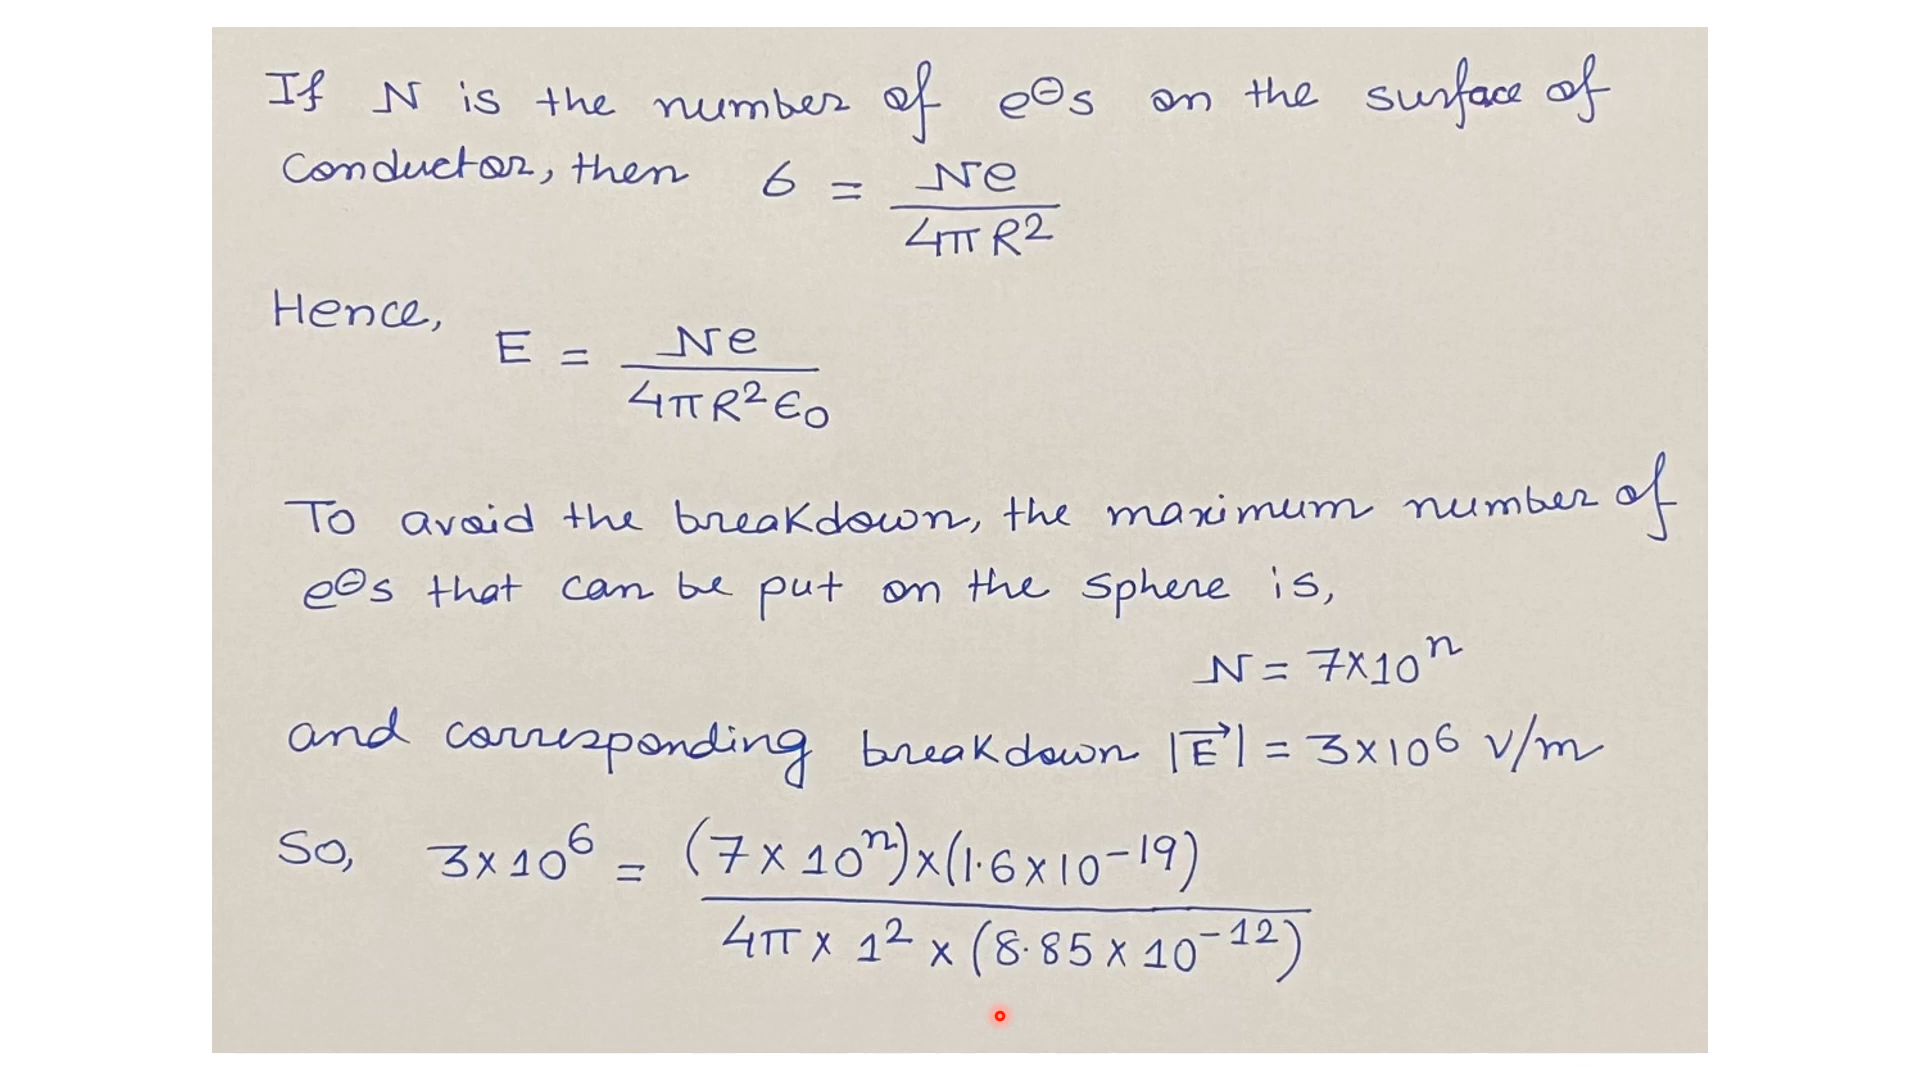 If N is the number of e⊖s on the surface of
conductor, then σ = Ne / 4πR²
Hence, E = Ne / 4πR²ϵ₀
To avoid the breakdown, the maximum number of
e⊖s that can be put on the sphere is,
N = 7×10ⁿ
and corresponding breakdown |E⃗| = 3×10⁶ V/m
So, 3×10⁶ = (7×10ⁿ)×(1.6×10⁻¹⁹) / 4π × 1² × (8.85×10⁻¹²)